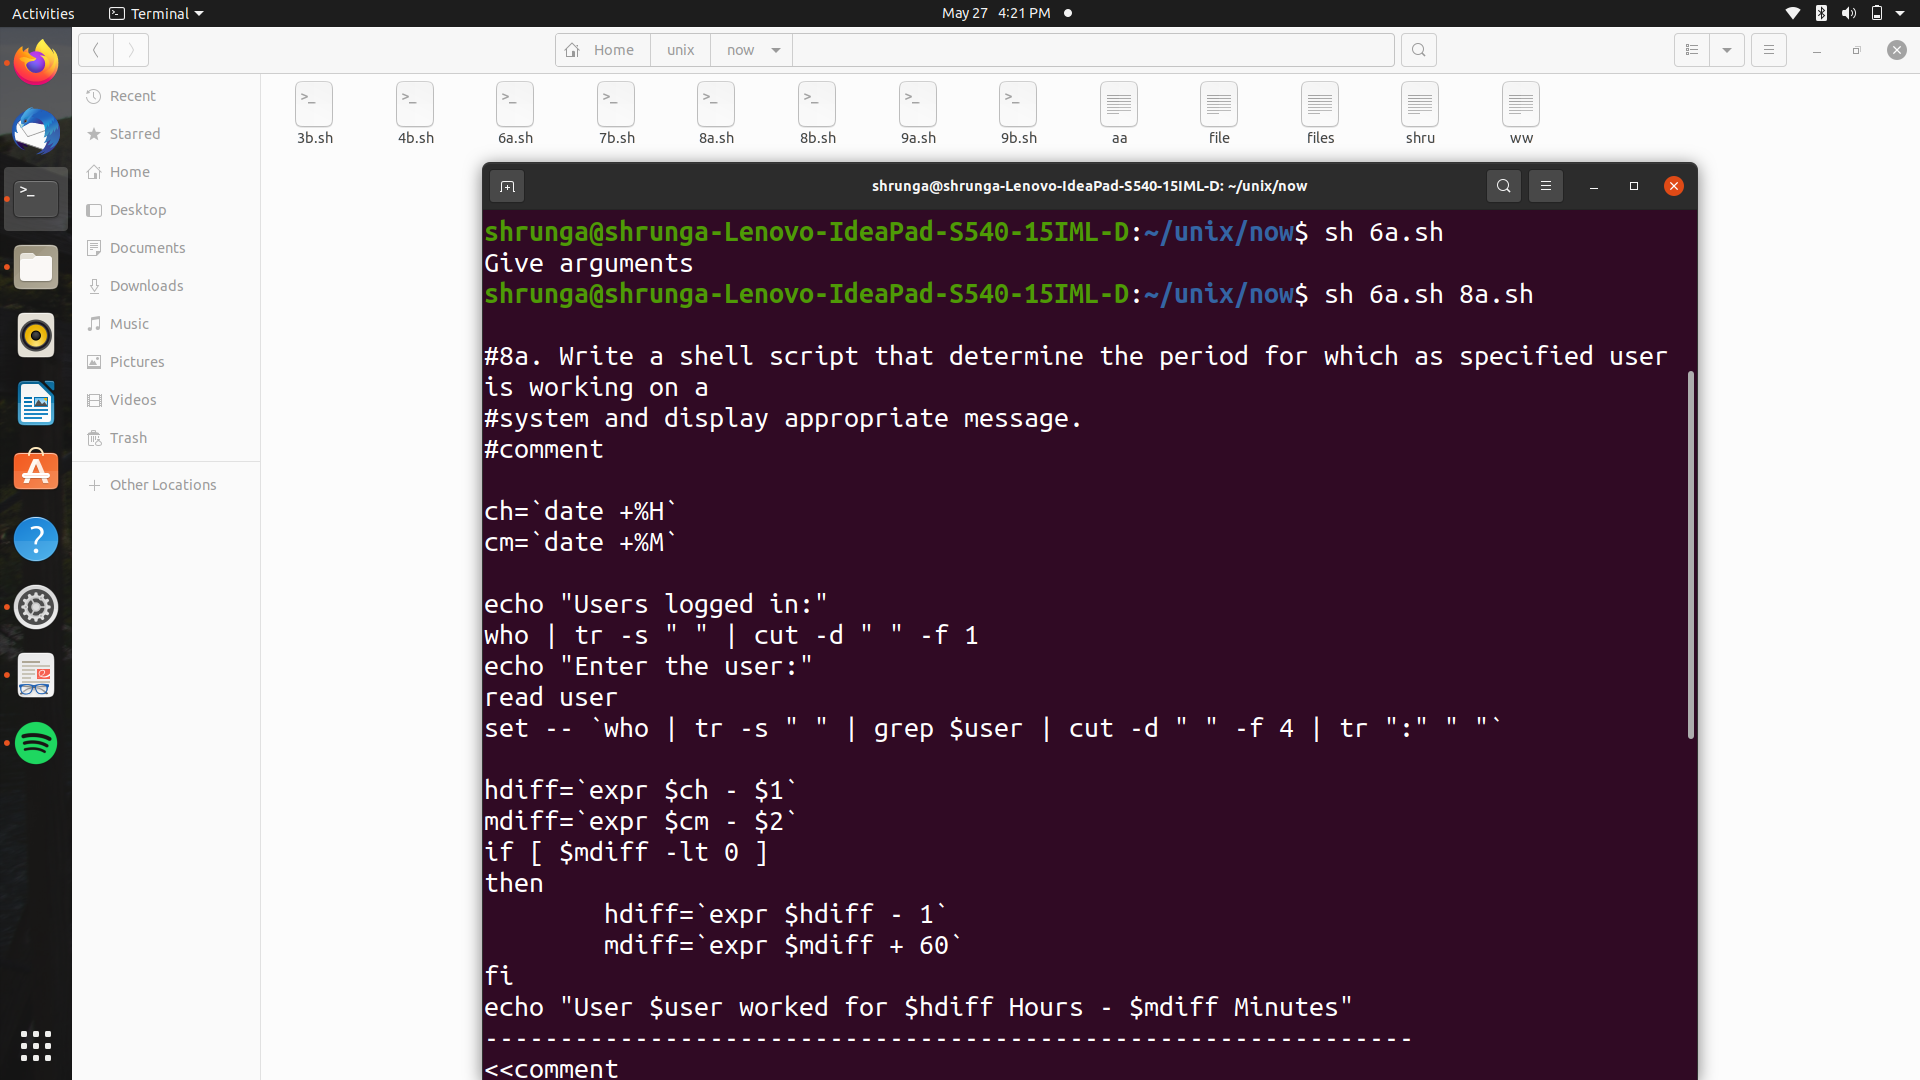 Activities
Terminal
May 27 4:21 PM
Home
unix
now
Recent
Starred
Home
Desktop
Documents
Downloads
Music
Pictures
Videos
Trash
Other Locations
3b.sh
4b.sh
6a.sh
7b.sh
8a.sh
8b.sh
9a.sh
9b.sh
aa
file
files
shru
ww
shrunga@shrunga-Lenovo-IdeaPad-S540-15IML-D: ~/unix/now
shrunga@shrunga-Lenovo-IdeaPad-S540-15IML-D:~/unix/now$ sh 6a.sh
Give arguments
shrunga@shrunga-Lenovo-IdeaPad-S540-15IML-D:~/unix/now$ sh 6a.sh 8a.sh
#8a. Write a shell script that determine the period for which as specified user
is working on a
#system and display appropriate message.
#comment
ch=`date +%H`
cm=`date +%M`
echo "Users logged in:"
who | tr -s " " | cut -d " " -f 1
echo "Enter the user:"
read user
set -- `who | tr -s " " | grep $user | cut -d " " -f 4 | tr ":" " "`
hdiff=`expr $ch - $1`
mdiff=`expr $cm - $2`
if [ $mdiff -lt 0 ]
then
        hdiff=`expr $hdiff - 1`
        mdiff=`expr $mdiff + 60`
fi
echo "User $user worked for $hdiff Hours - $mdiff Minutes"
--------------------------------------------------------------
<<comment